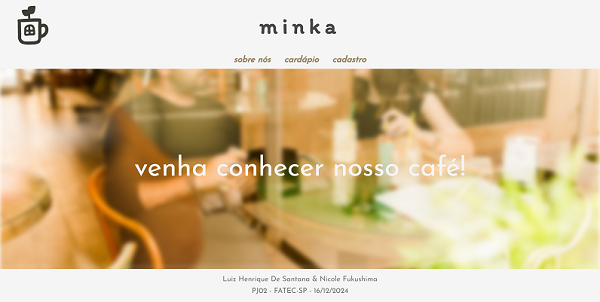 minka
sobre nós cardápio cadastro
venha conhecer nosso café!
Luiz Henrique De Santana & Nicole Fukushima
PJ02 - FATEC-SP - 16/12/2024